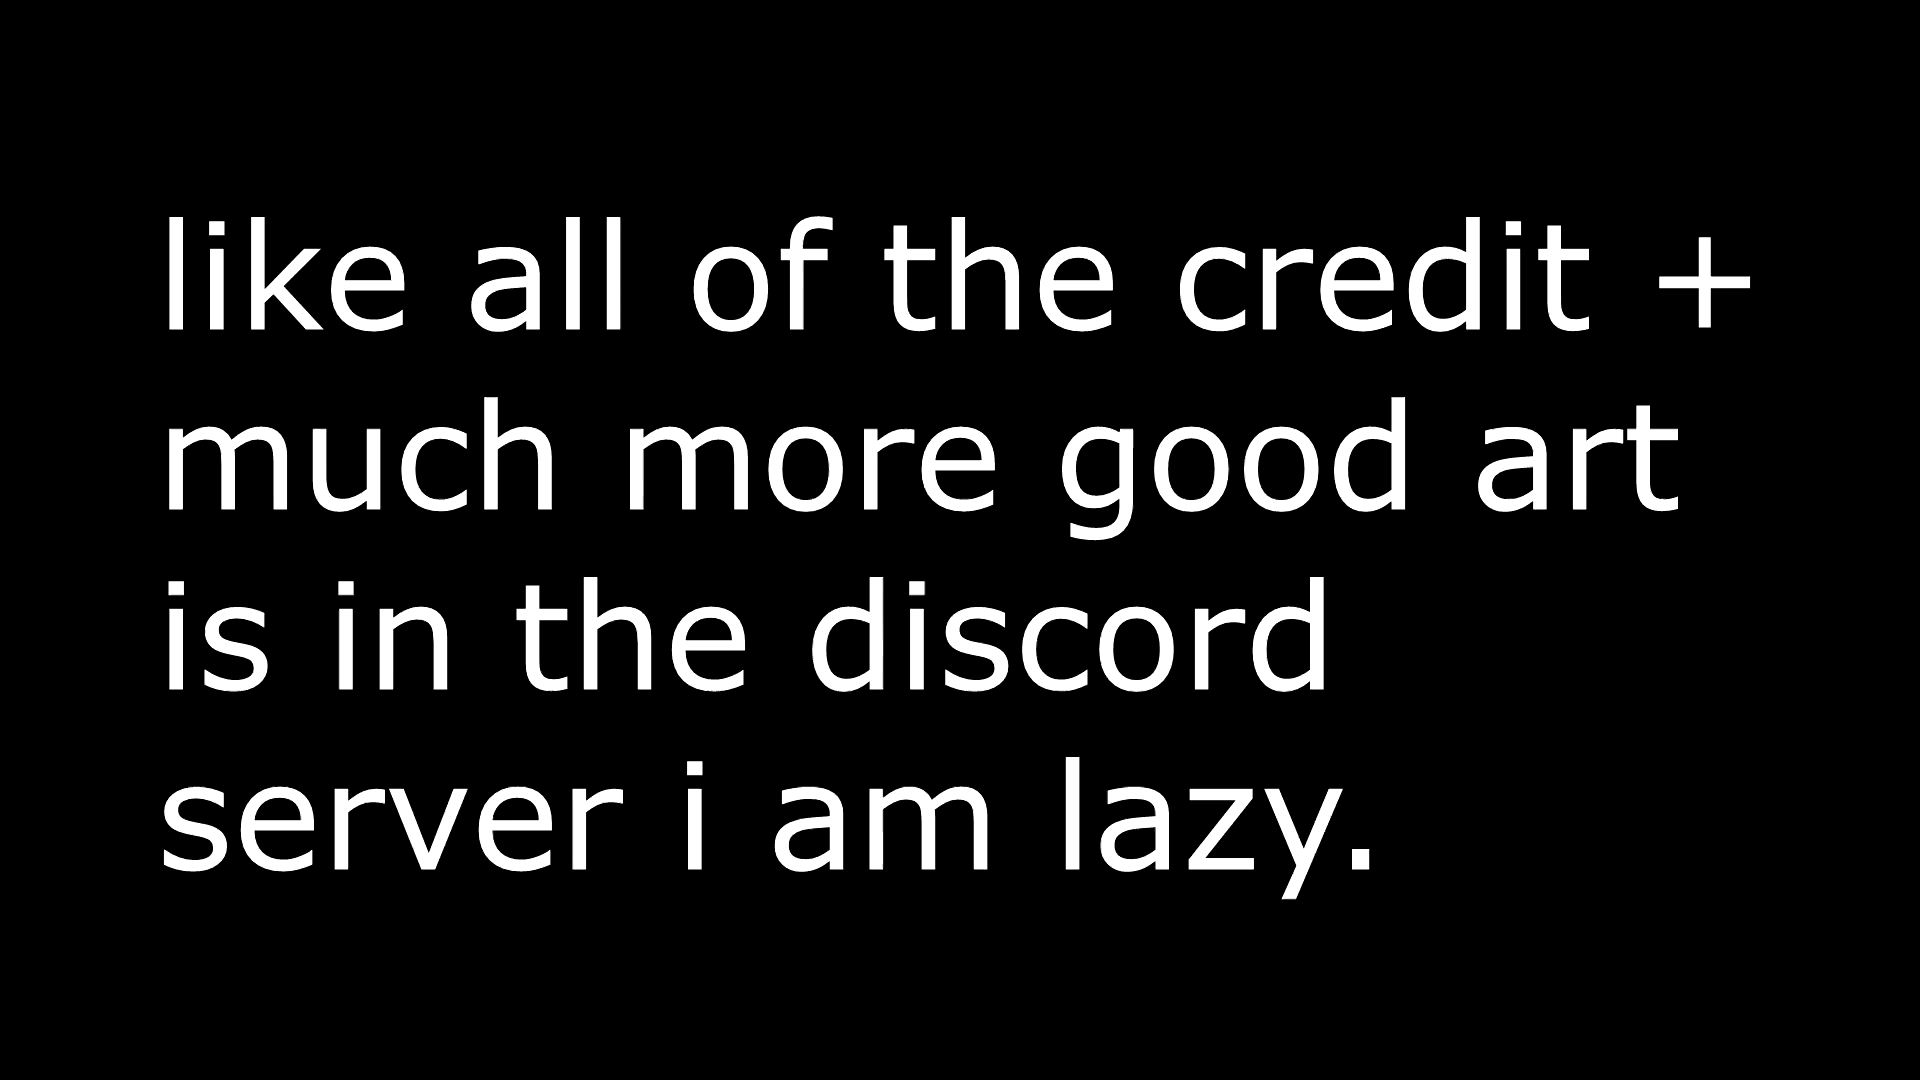 like all of the credit +
much more good art
is in the discord
server i am lazy.